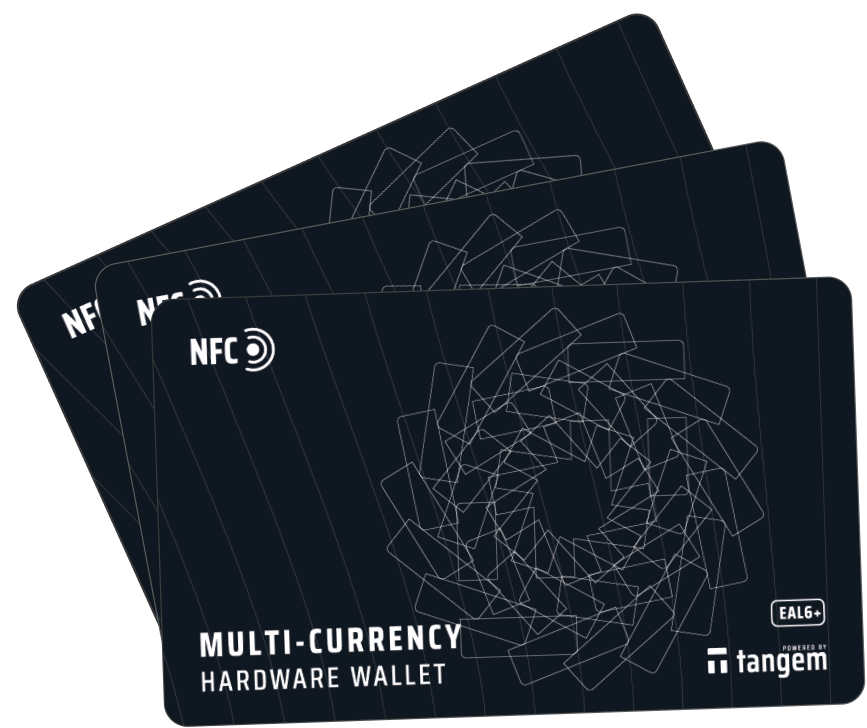 NFC
NFC
NFC
MULTI-CURRENCY
HARDWARE WALLET
EAL6+
POWERED BY
tangem